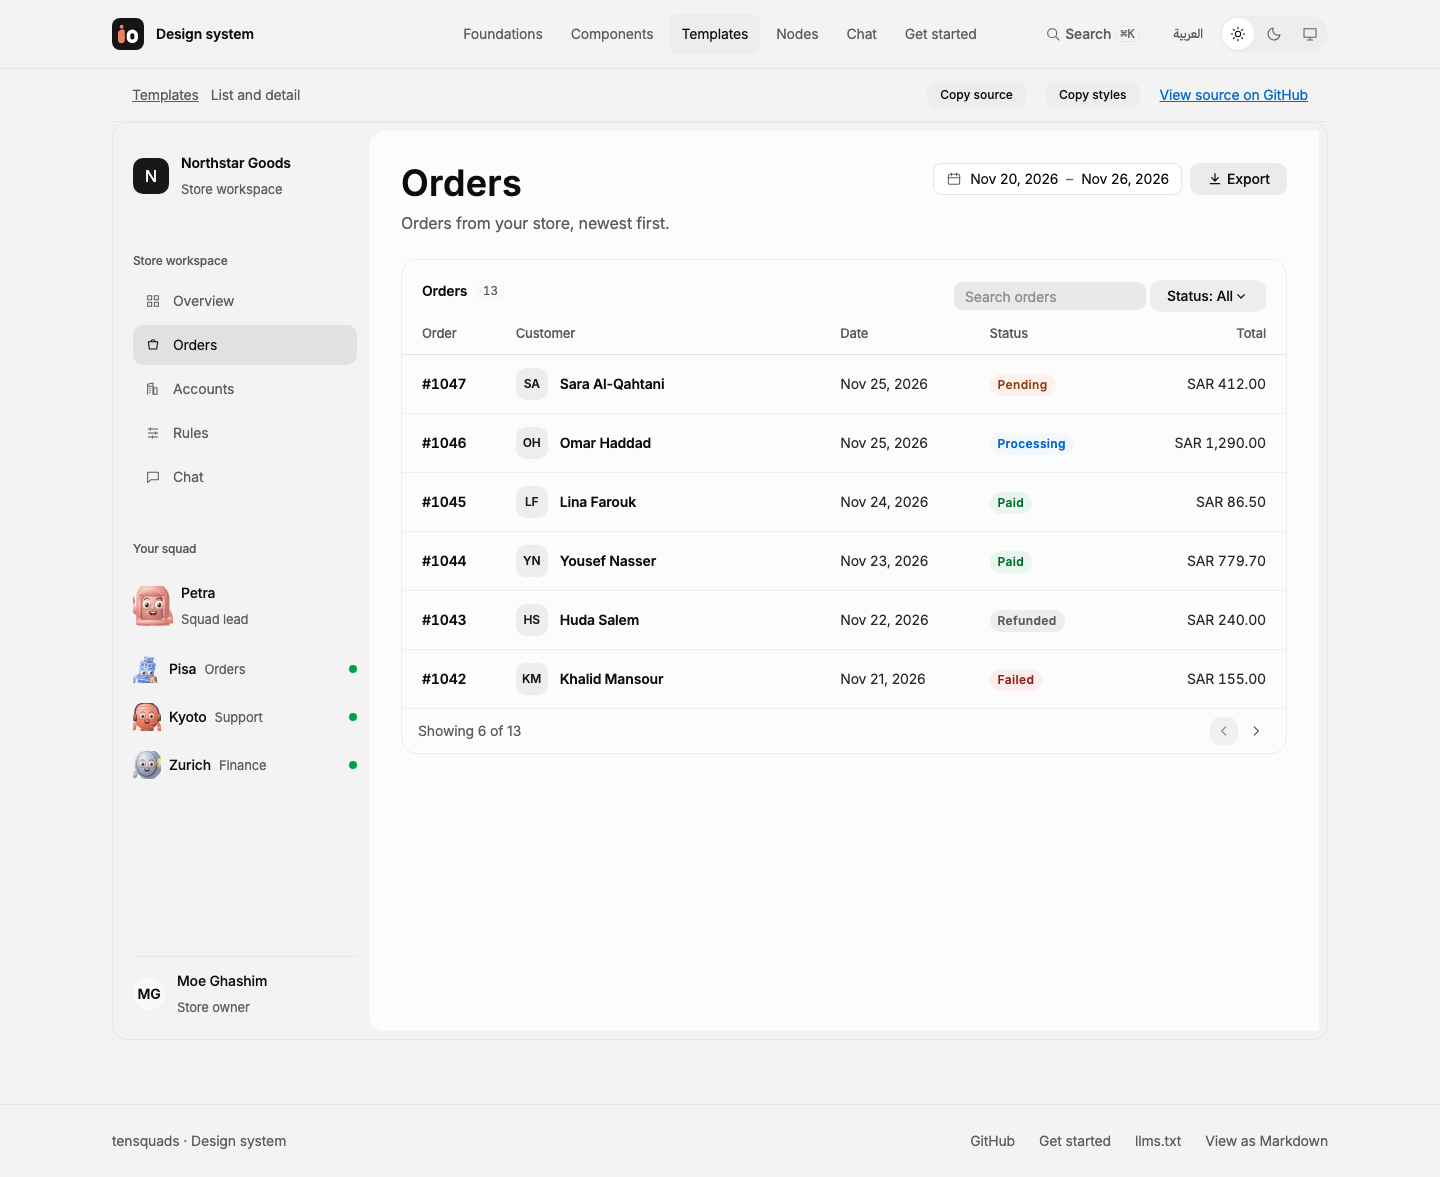 io Design system
Foundations Components Templates Nodes Chat Get started
Search ⌘K العربية
Templates List and detail
Copy source Copy styles View source on GitHub
N Northstar Goods
Store workspace
Store workspace
Overview
Orders
Accounts
Rules
Chat
Your squad
Petra
Squad lead
Pisa Orders
Kyoto Support
Zurich Finance
MG Moe Ghashim
Store owner
Orders
Orders from your store, newest first.
Nov 20, 2026 – Nov 26, 2026 Export
Orders 13
Search orders Status: All
Order Customer Date Status Total
#1047 SA Sara Al-Qahtani Nov 25, 2026 Pending SAR 412.00
#1046 OH Omar Haddad Nov 25, 2026 Processing SAR 1,290.00
#1045 LF Lina Farouk Nov 24, 2026 Paid SAR 86.50
#1044 YN Yousef Nasser Nov 23, 2026 Paid SAR 779.70
#1043 HS Huda Salem Nov 22, 2026 Refunded SAR 240.00
#1042 KM Khalid Mansour Nov 21, 2026 Failed SAR 155.00
Showing 6 of 13
tensquads · Design system
GitHub Get started llms.txt View as Markdown